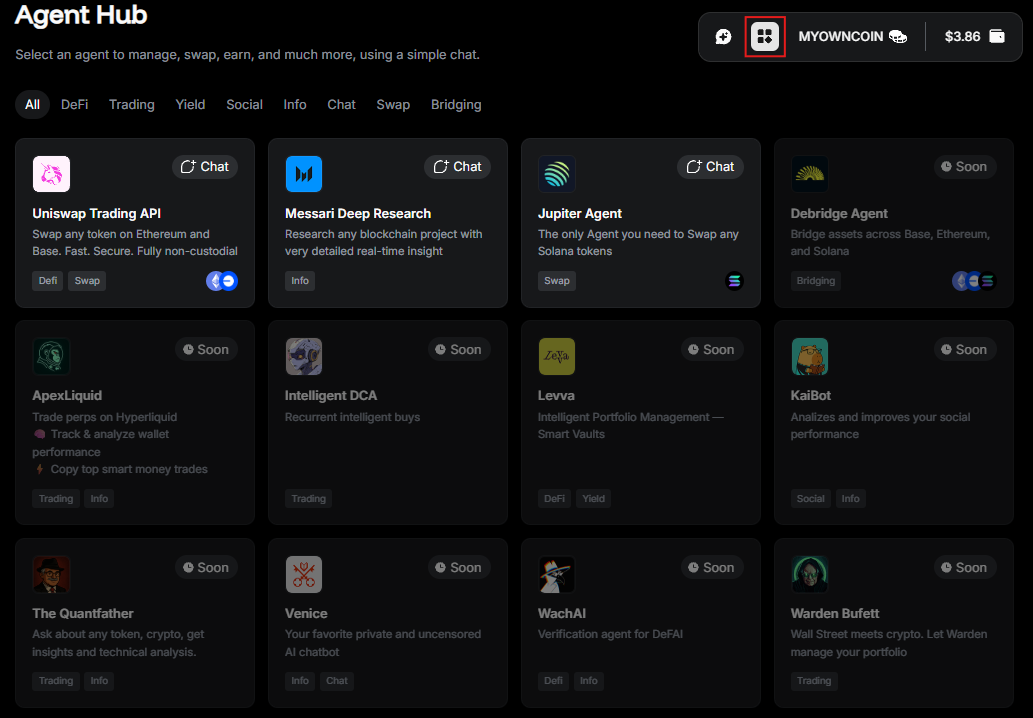 Agent Hub
Select an agent to manage, swap, earn, and much more, using a simple chat.
MYOWNCOIN
$3.86
All DeFi Trading Yield Social Info Chat Swap Bridging
Chat
Uniswap Trading API
Swap any token on Ethereum and
Base. Fast. Secure. Fully non-custodial
Defi Swap
Chat
Messari Deep Research
Research any blockchain project with
very detailed real-time insight
Info
Chat
Jupiter Agent
The only Agent you need to Swap any
Solana tokens
Swap
Soon
Debridge Agent
Bridge assets across Base, Ethereum,
and Solana
Bridging
Soon
ApexLiquid
Trade perps on Hyperliquid
Track & analyze wallet
performance
Copy top smart money trades
Trading Info
Soon
Intelligent DCA
Recurrent intelligent buys
Trading
Soon
Levva
Intelligent Portfolio Management —
Smart Vaults
DeFi Yield
Soon
KaiBot
Analizes and improves your social
performance
Social Info
Soon
The Quantfather
Ask about any token, crypto, get
insights and technical analysis.
Trading Info
Soon
Venice
Your favorite private and uncensored
AI chatbot
Info Chat
Soon
WachAI
Verification agent for DeFAI
Defi Info
Soon
Warden Bufett
Wall Street meets crypto. Let Warden
manage your portfolio
Trading